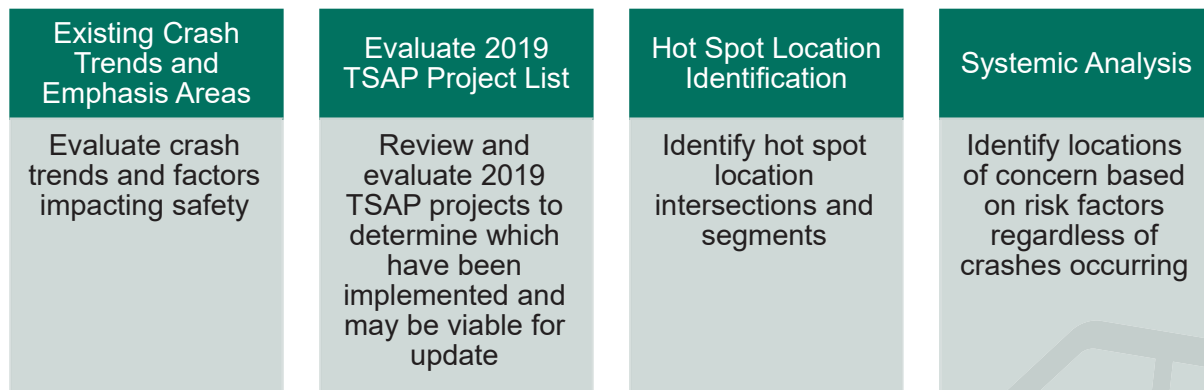 Existing Crash
Trends and
Emphasis Areas
Evaluate crash
trends and factors
impacting safety
Evaluate 2019
TSAP Project List
Review and
evaluate 2019
TSAP projects to
determine which
have been
implemented and
may be viable for
update
Hot Spot Location
Identification
Identify hot spot
location
intersections and
segments
Systemic Analysis
Identify locations
of concern based
on risk factors
regardless of
crashes occurring